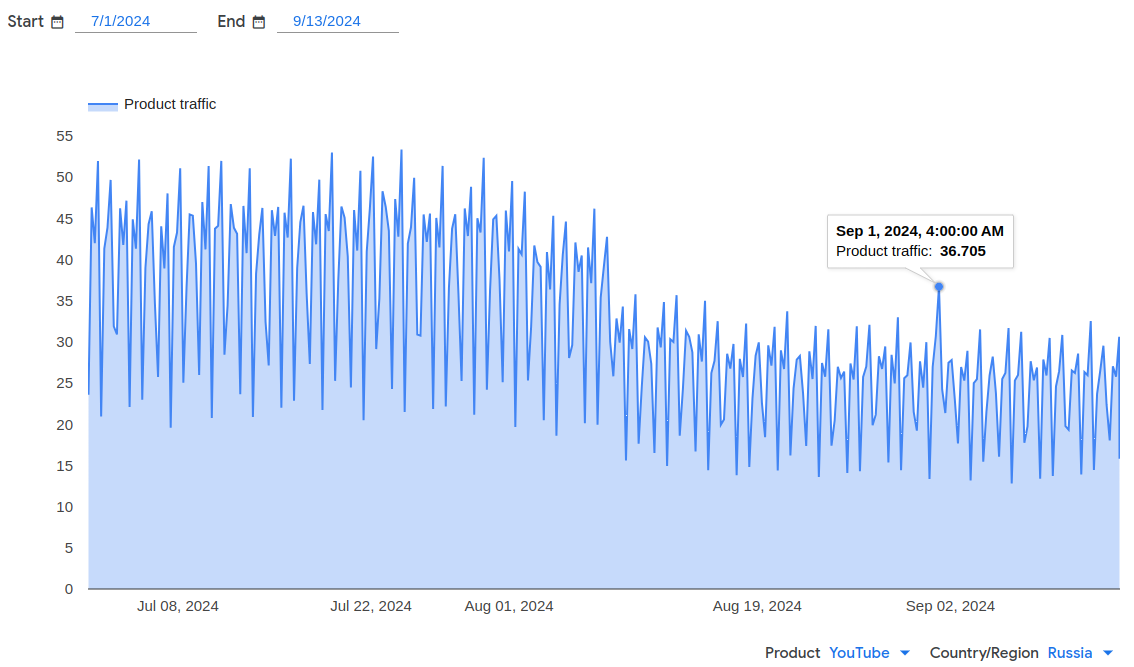 Start 7/1/2024 End 9/13/2024
Product traffic
55
50
45
40
35
30
25
20
15
10
5
0
Sep 1, 2024, 4:00:00 AM
Product traffic: 36.705
Jul 08, 2024 Jul 22, 2024 Aug 01, 2024 Aug 19, 2024 Sep 02, 2024
Product YouTube Country/Region Russia